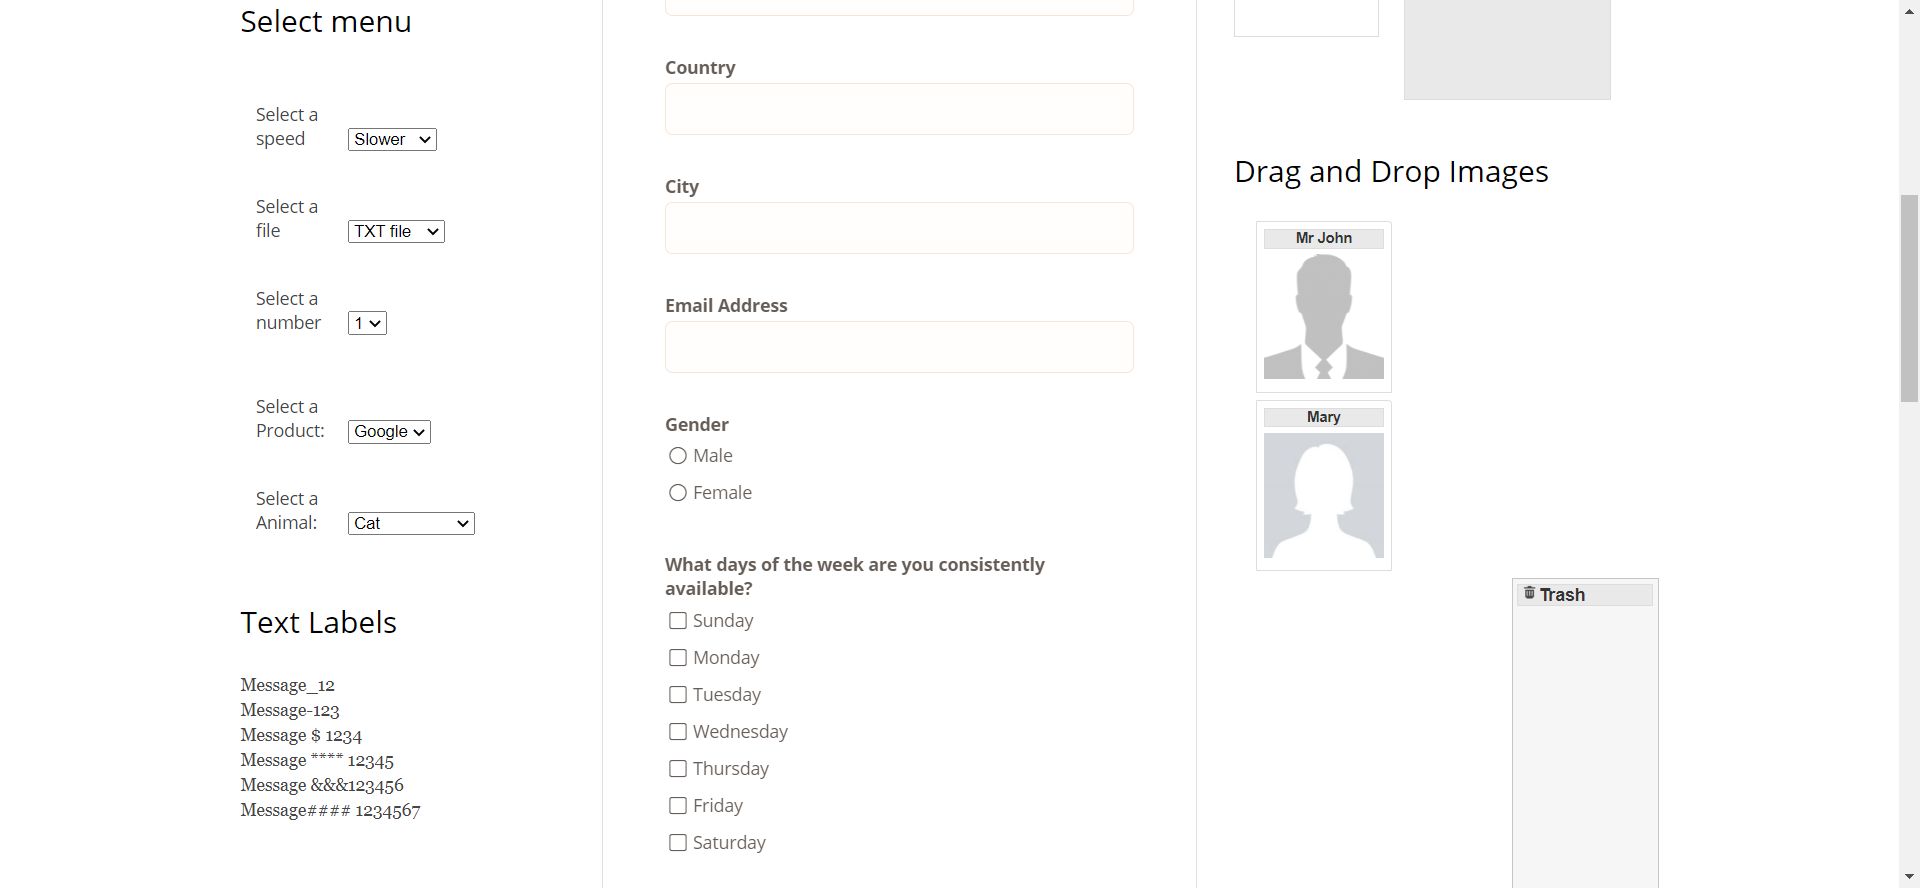 Select menu
Select a
speed
Slower
Select a
file
TXT file
Select a
number
1
Select a
Product:
Google
Select a
Animal:
Cat
Text Labels
Message_12
Message-123
Message $ 1234
Message **** 12345
Message &&&123456
Message#### 1234567
Country
City
Email Address
Gender
Male
Female
What days of the week are you consistently
available?
Sunday
Monday
Tuesday
Wednesday
Thursday
Friday
Saturday
Drag and Drop Images
Mr John
Mary
Trash